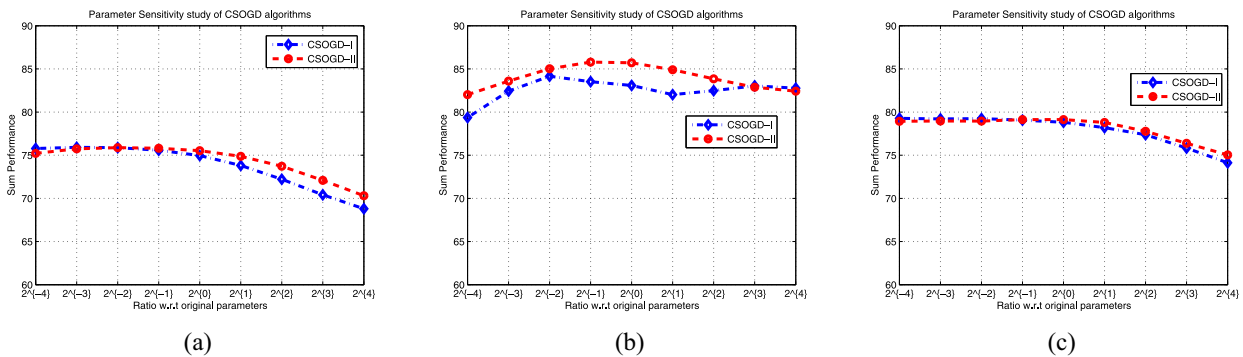 Parameter Sensitivity study of CSOGD algorithms
90
85
80
75
70
65
60
Sum Performance
CSOGD−I
CSOGD−II
2^{−4} 2^{−3} 2^{−2} 2^{−1} 2^{0} 2^{1} 2^{2} 2^{3} 2^{4}
Ratio w.r.t original parameters
(a)
Parameter Sensitivity study of CSOGD algorithms
90
85
80
75
70
65
60
Sum Performance
CSOGD−I
CSOGD−II
2^{−4} 2^{−3} 2^{−2} 2^{−1} 2^{0} 2^{1} 2^{2} 2^{3} 2^{4}
Ratio w.r.t original parameters
(b)
Parameter Sensitivity study of CSOGD algorithms
90
85
80
75
70
65
60
Sum Performance
CSOGD−I
CSOGD−II
2^{−4} 2^{−3} 2^{−2} 2^{−1} 2^{0} 2^{1} 2^{2} 2^{3} 2^{4}
Ratio w.r.t original parameters
(c)